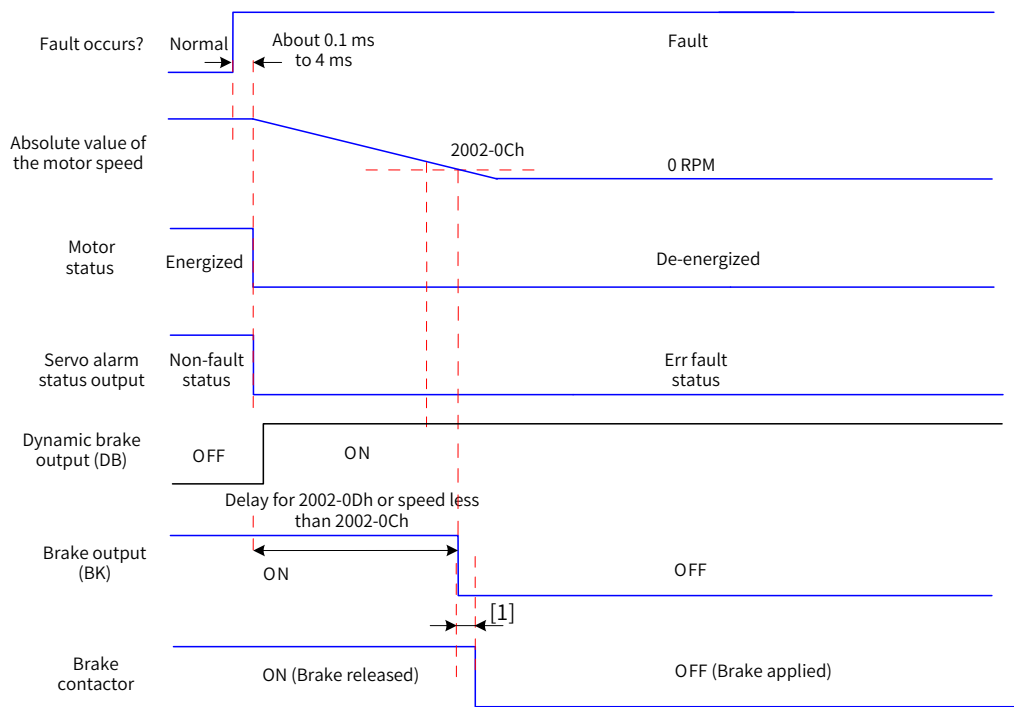 Fault occurs?
Normal
About 0.1 ms
to 4 ms
Fault
Absolute value of
the motor speed
2002-0Ch
0 RPM
Motor
status
Energized
De-energized
Servo alarm
status output
Non-fault
status
Err fault
status
Dynamic brake
output (DB)
OFF
ON
Delay for 2002-0Dh or speed less
than 2002-0Ch
Brake output
(BK)
ON
OFF
[1]
Brake
contactor
ON (Brake released)
OFF (Brake applied)